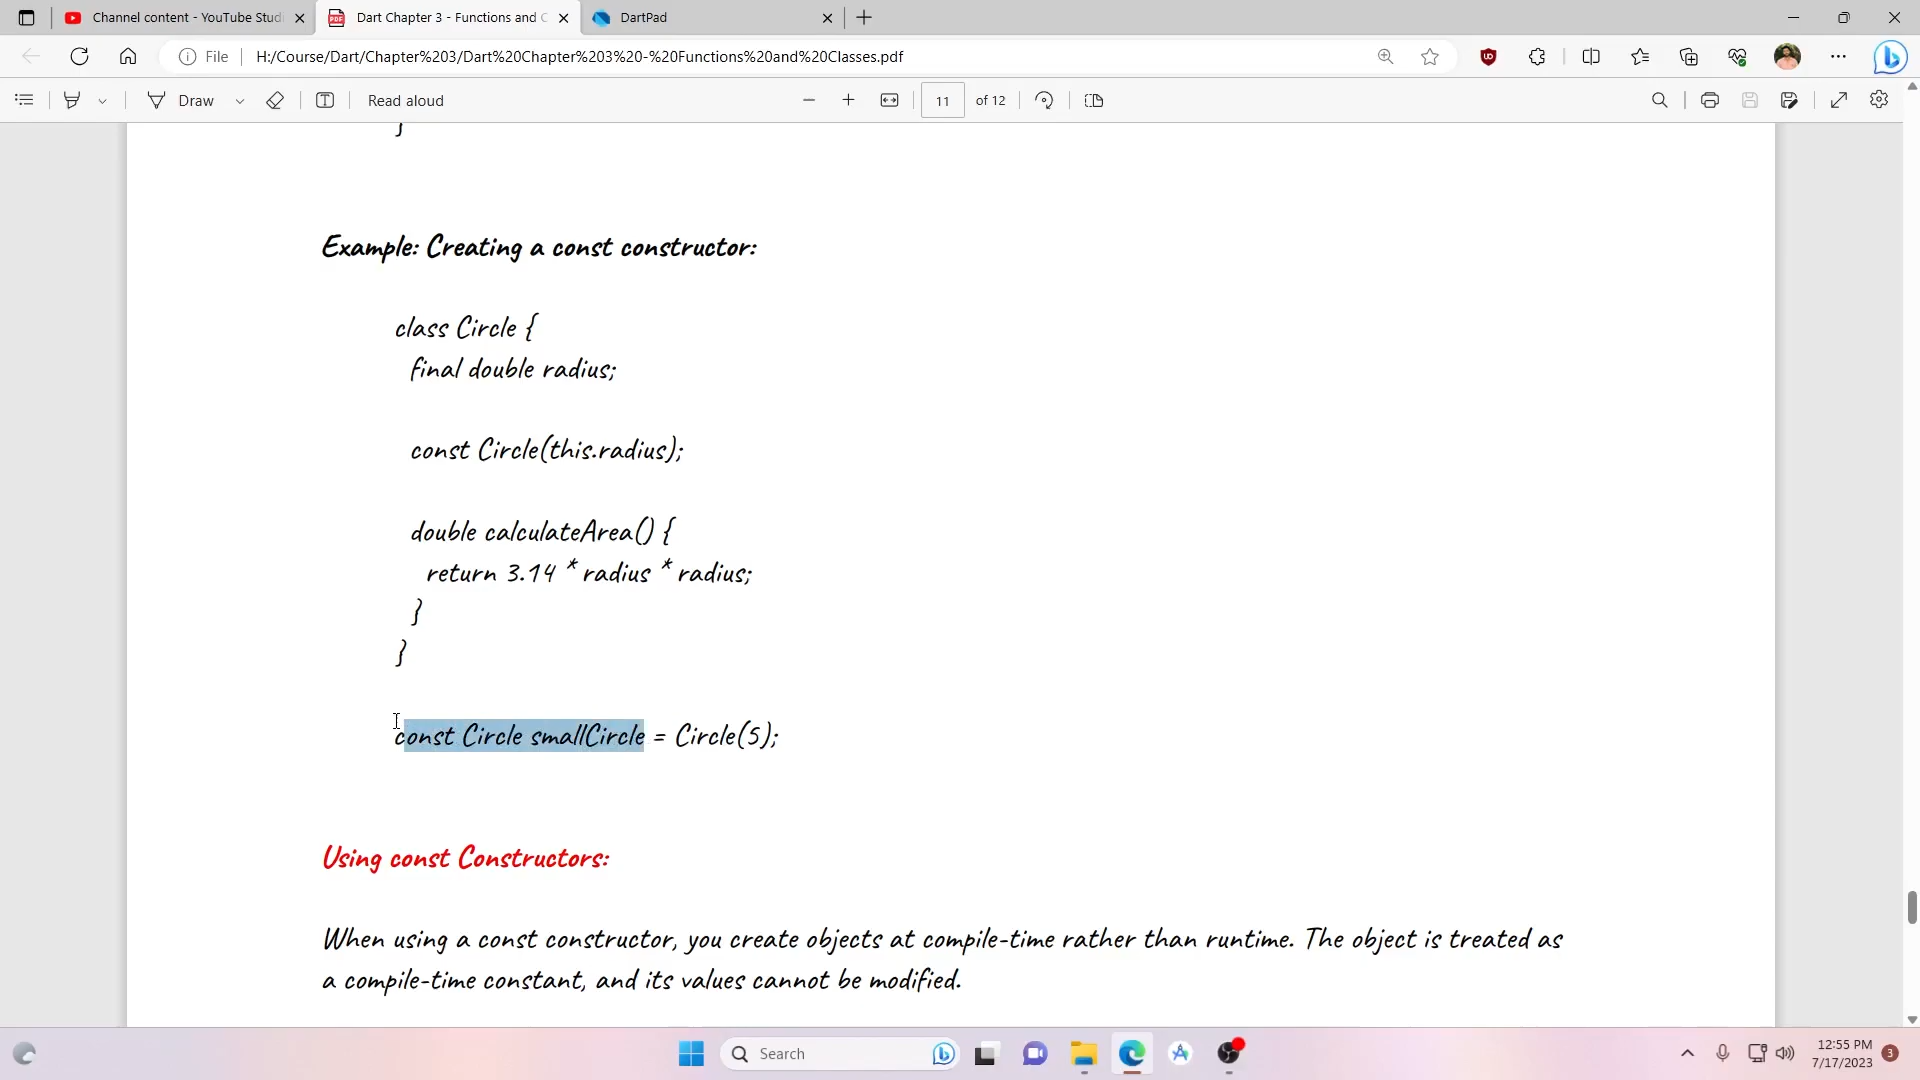 Channel content - YouTube Studi
Dart Chapter 3 - Functions and C
DartPad
File
H:/Course/Dart/Chapter%203/Dart%20Chapter%203%20-%20Functions%20and%20Classes.pdf
Draw
Read aloud
11
of 12
}
Example: Creating a const constructor:
class Circle {
final double radius;
const Circle(this.radius);
double calculateArea() {
return 3.14 * radius * radius;
}
}
const Circle smallCircle = Circle(5);
Using const Constructors:
When using a const constructor, you create objects at compile-time rather than runtime. The object is treated as
a compile-time constant, and its values cannot be modified.
Search
12:55 PM
7/17/2023
3